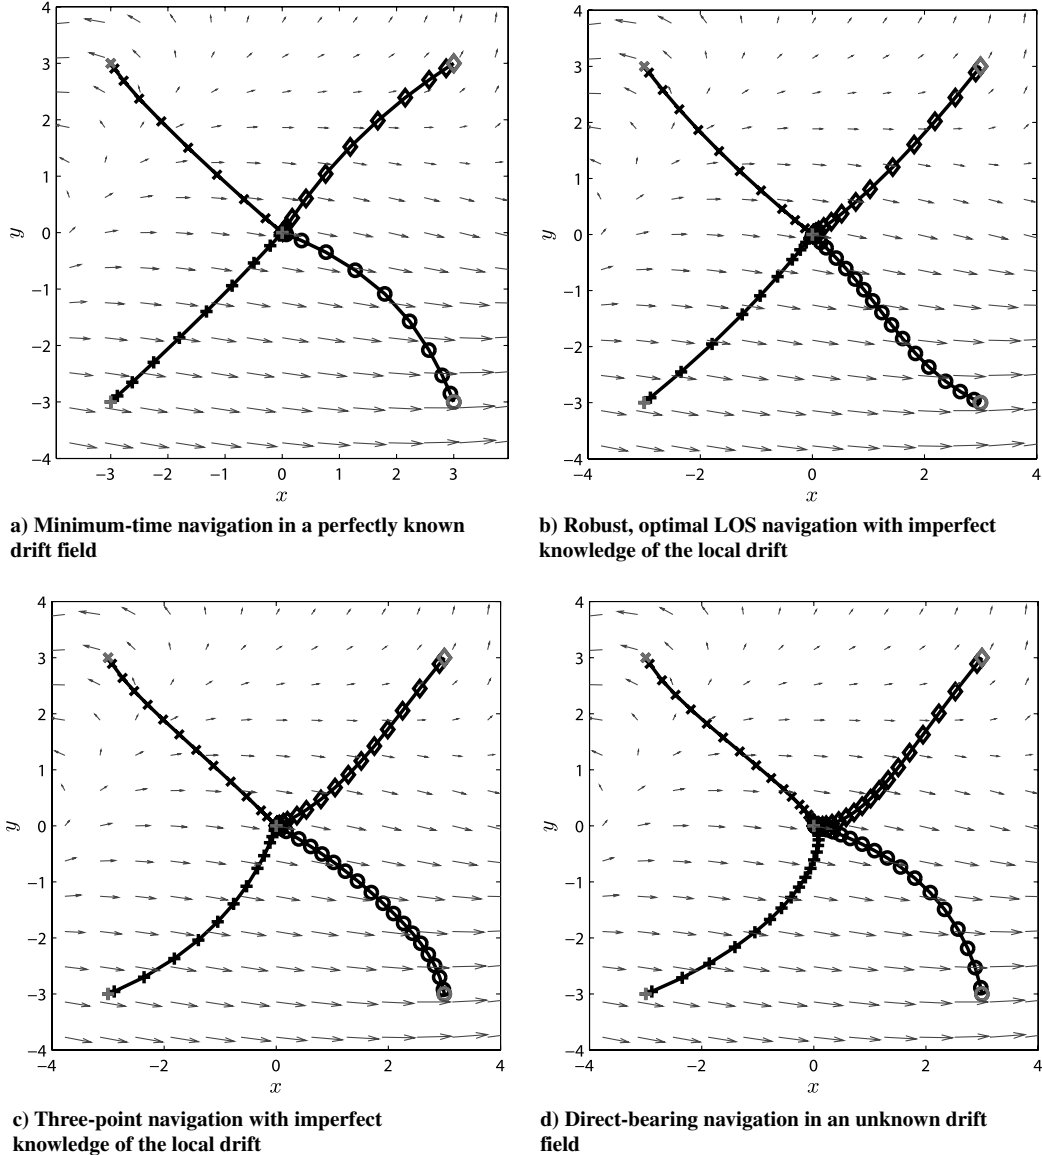 4
3
2
1
0
−1
−2
−3
−4
y
−3 −2 −1 0 1 2 3
x
a) Minimum-time navigation in a perfectly known
drift field
4
3
2
1
0
−1
−2
−3
−4
y
−4 −2 0 2 4
x
b) Robust, optimal LOS navigation with imperfect
knowledge of the local drift
4
3
2
1
0
−1
−2
−3
−4
y
−4 −2 0 2 4
x
c) Three-point navigation with imperfect
knowledge of the local drift
4
3
2
1
0
−1
−2
−3
−4
y
−4 −2 0 2 4
x
d) Direct-bearing navigation in an unknown drift
field